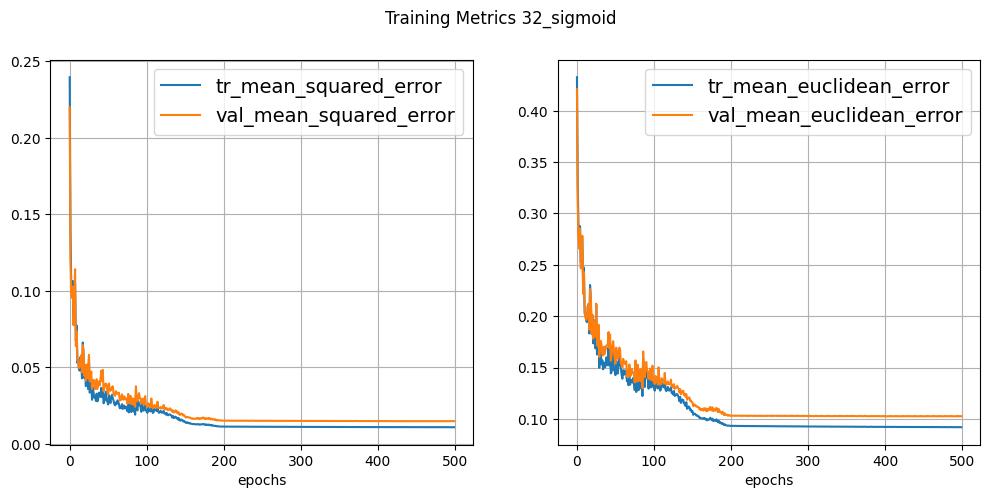 Training Metrics 32_sigmoid
tr_mean_squared_error
val_mean_squared_error
0.25
0.20
0.15
0.10
0.05
0.00
0 100 200 300 400 500
epochs
tr_mean_euclidean_error
val_mean_euclidean_error
0.40
0.35
0.30
0.25
0.20
0.15
0.10
0 100 200 300 400 500
epochs